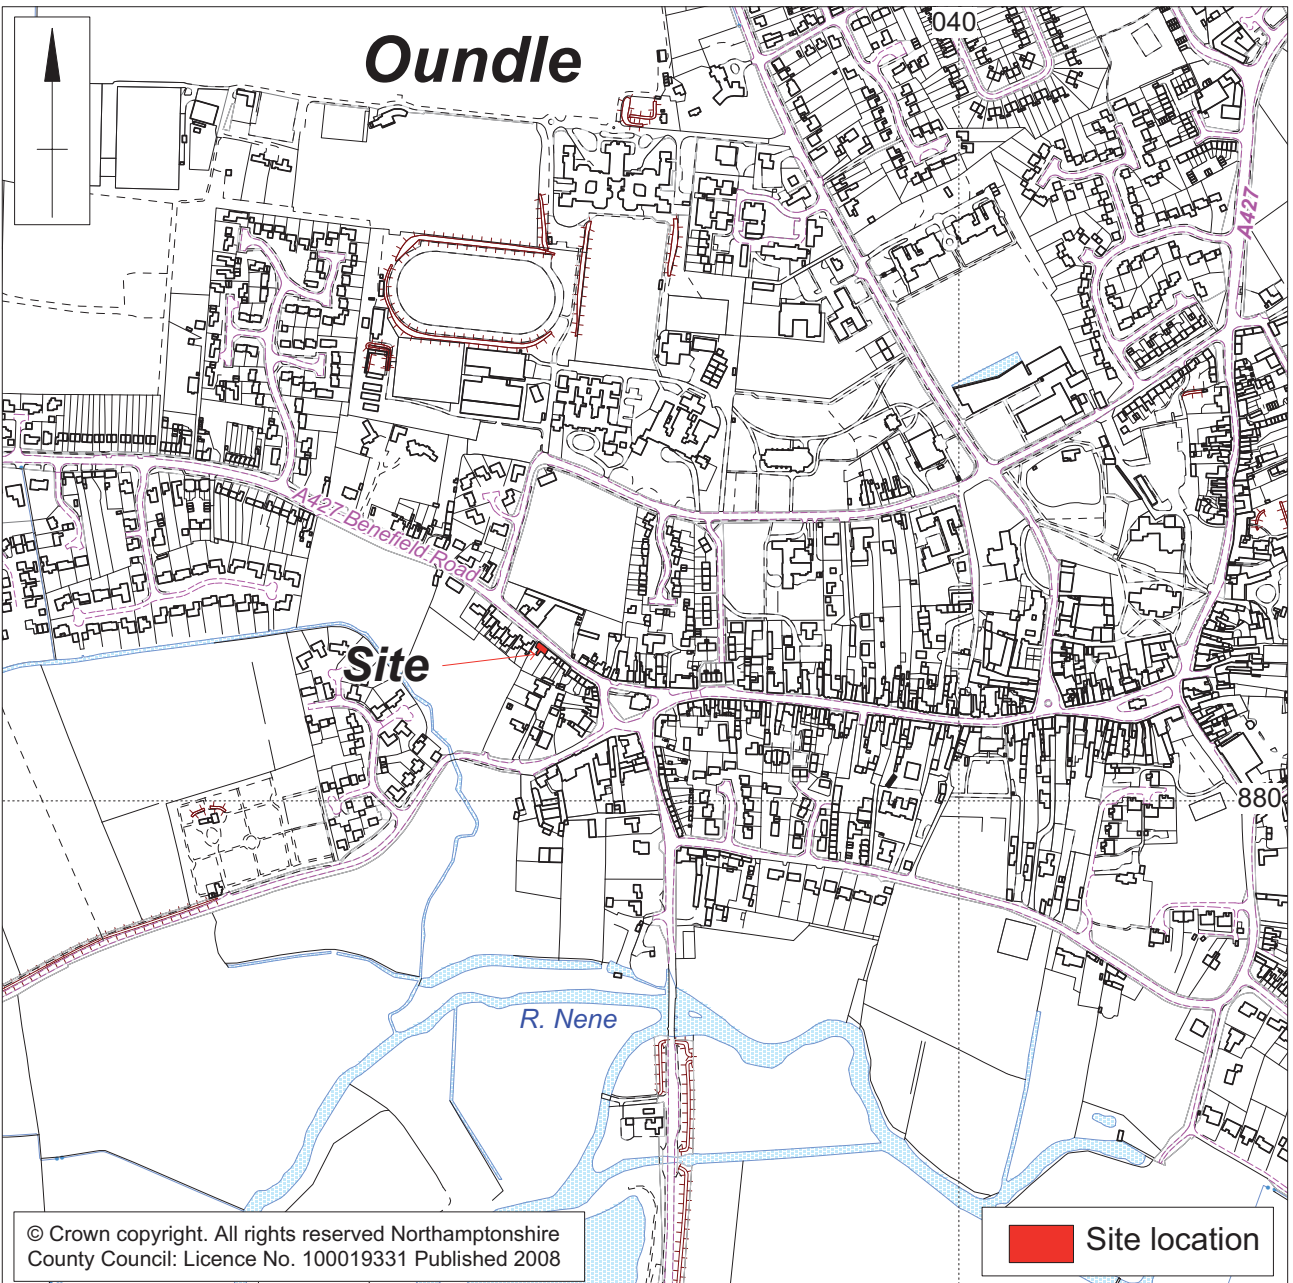 Oundle
040
A427
A427 Benefield Road
Site
880
R. Nene
© Crown copyright. All rights reserved Northamptonshire
County Council: Licence No. 100019331 Published 2008
Site location